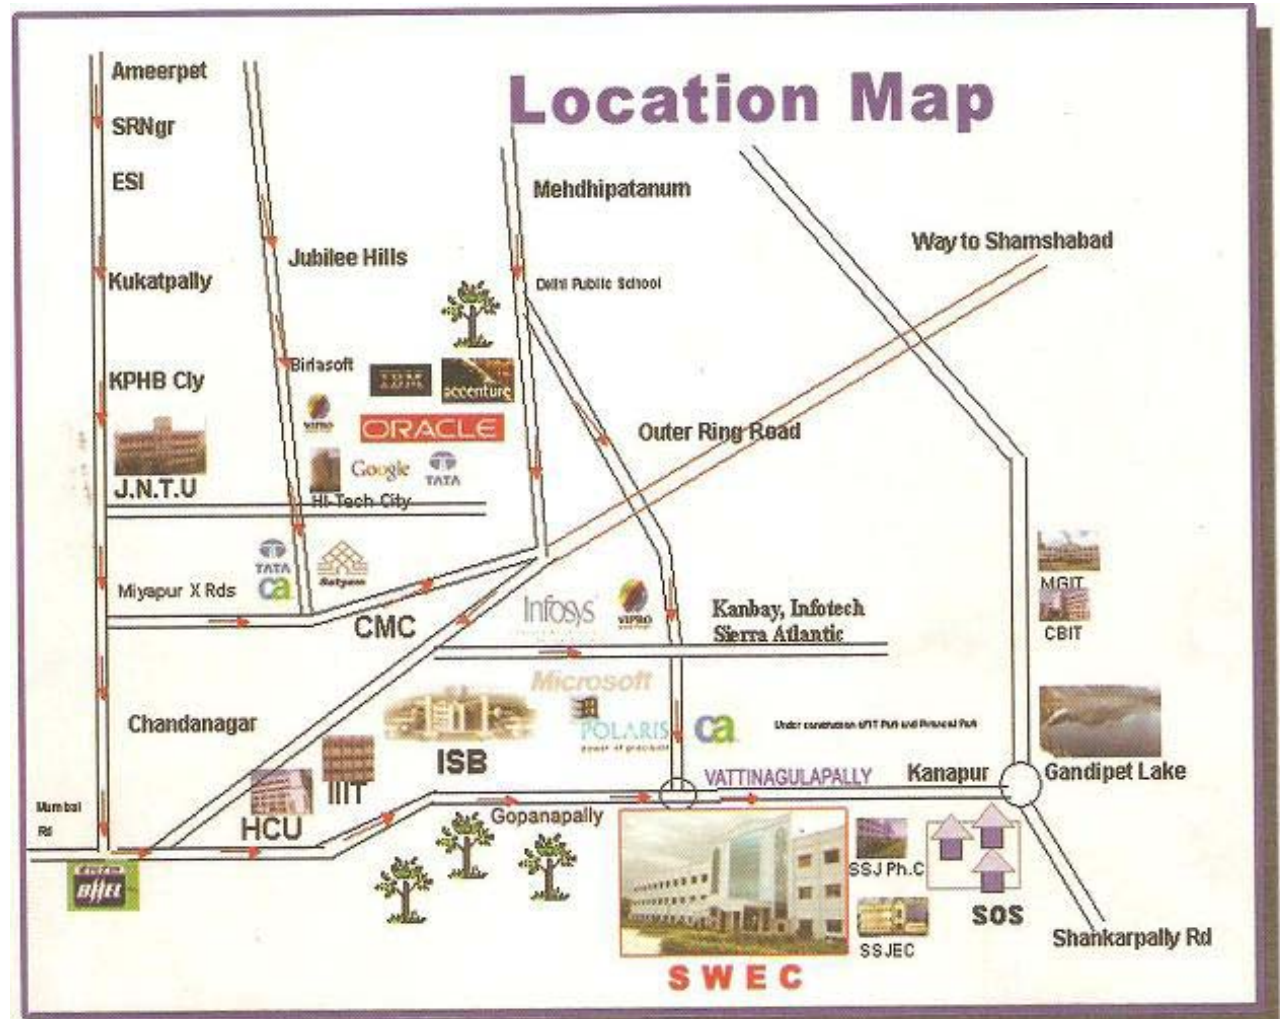 Location Map
Ameerpet
SRNgr
ESI
Mehdhipatanum
Way to Shamshabad
Jubilee Hills
Kukatpally
Delhi Public School
Birlasoft
IBM
accenture
KPHB Cly
WIPRO
ORACLE
Outer Ring Road
Google
TATA
J.N.T.U
HI-Tech City
TATA
ca
Satyam
Miyapur X Rds
CMC
Infosys
WIPRO
Kanbay, Infotech
Sierra Atlantic
MGIT
CBIT
Microsoft
Chandanagar
POLARIS
ca
ISB
IIIT
VATTINAGULAPALLY
Kanapur
Gandipet Lake
Mumbai
Rd
HCU
Gopanapally
BHEL
SSJ Ph.C
SOS
SSJEC
Shankarpally Rd
SWEC